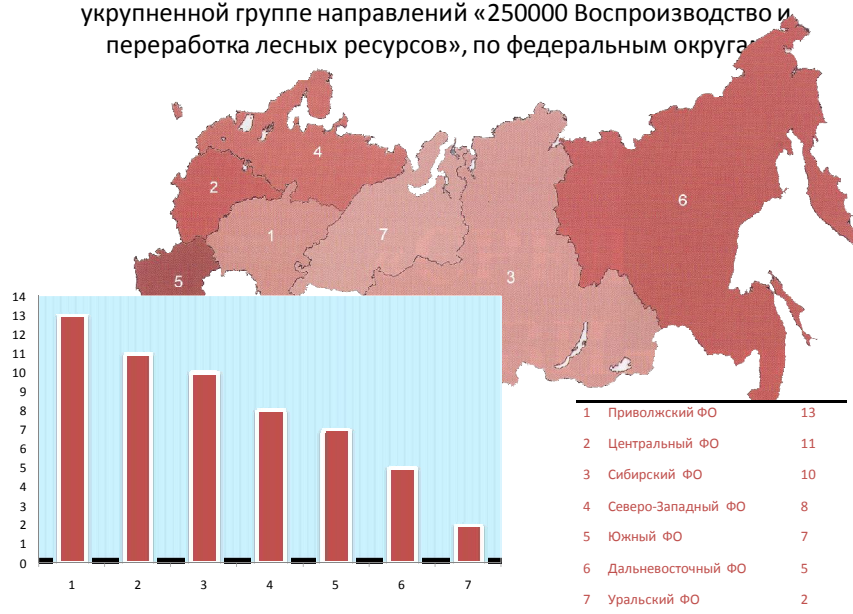 укрупненной группе направлений «250000 Воспроизводство и
переработка лесных ресурсов», по федеральным округа
4
2
6
1
7
5
3
14
13
12
11
10
9
8
7
6
5
4
3
2
1
0
1 2 3 4 5 6 7
1 Приволжский ФО 13
2 Центральный ФО 11
3 Сибирский ФО 10
4 Северо-Западный ФО 8
5 Южный ФО 7
6 Дальневосточный ФО 5
7 Уральский ФО 2